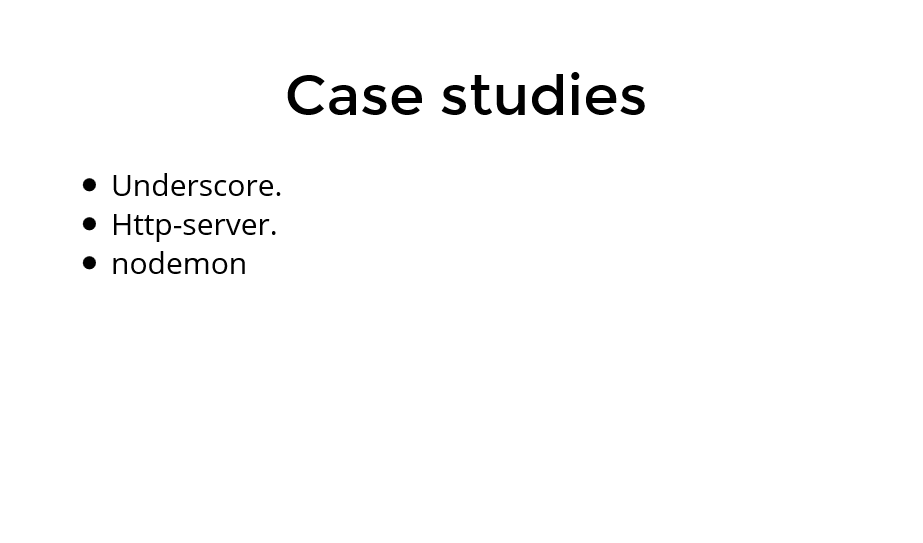 Case studies
• Underscore.
• Http-server.
• nodemon